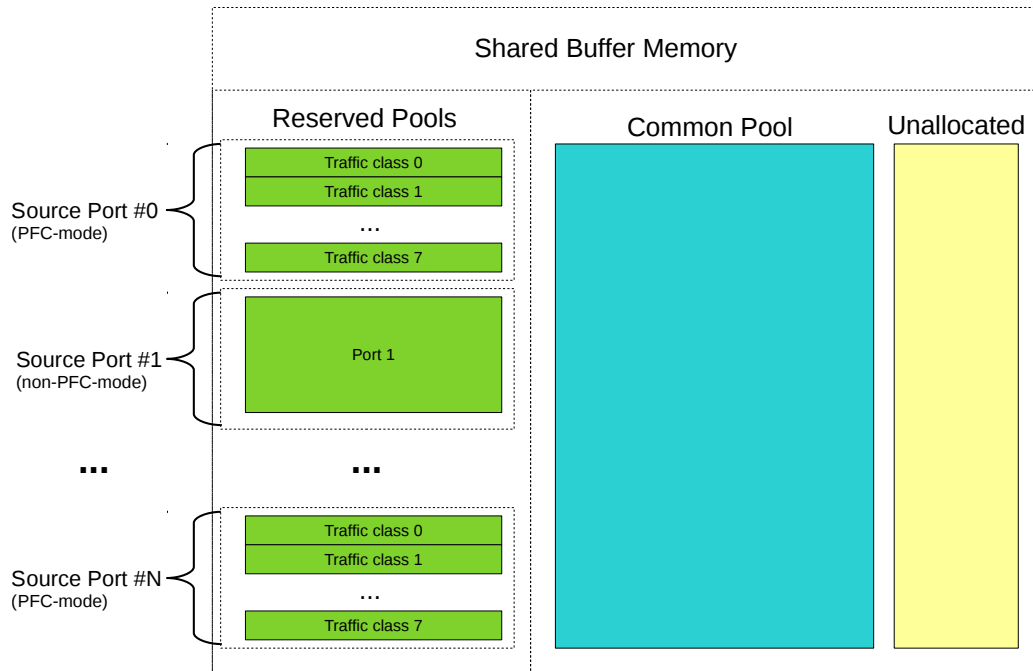 Shared Buffer Memory
Reserved Pools
Common Pool
Unallocated
Source Port #0
(PFC-mode)
Traffic class 0
Traffic class 1
...
Traffic class 7
Source Port #1
(non-PFC-mode)
Port 1
...
...
Source Port #N
(PFC-mode)
Traffic class 0
Traffic class 1
...
Traffic class 7